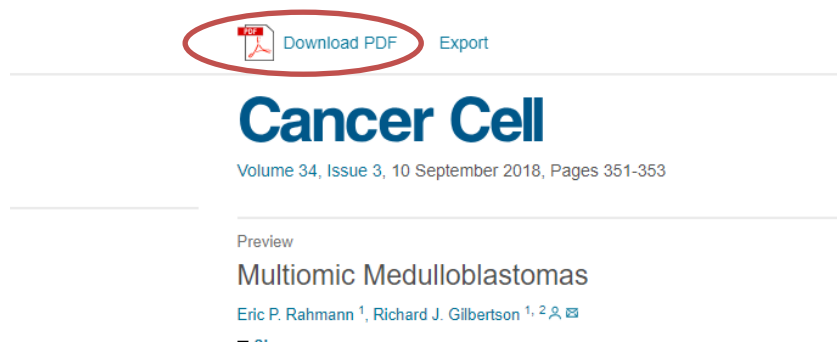 PDF
Download PDF Export
Cancer Cell
Volume 34, Issue 3, 10 September 2018, Pages 351-353
Preview
Multiomic Medulloblastomas
Eric P. Rahmann 1, Richard J. Gilbertson 1, 2